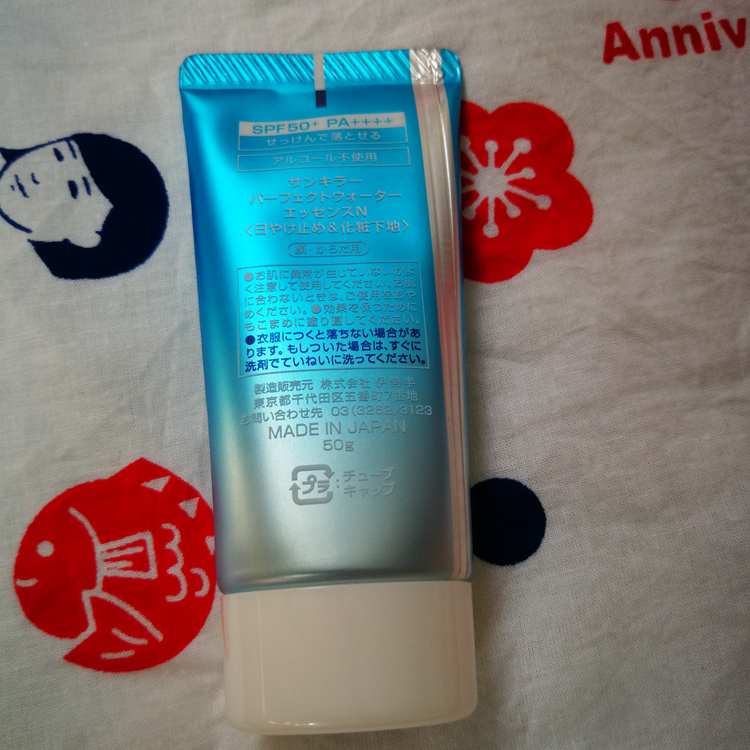 Anniv
SPF50+ PA++++
せっけんで落とせる
アルコール不使用
サンキラー
パーフェクトウォーター
エッセンスN
〈日やけ止め&化粧下地〉
顔・からだ用
●お肌に異常が生じていないかよ
く注意して使用してください。お肌
に合わないときは、ご使用をおや
めください。●効果を保つために
もこまめに塗り直してください。
●衣服につくと落ちない場合があ
ります。もしついた場合は、すぐに
洗剤でていねいに洗ってください。
製造販売元 株式会社 伊勢半
東京都千代田区五番町7番地
お問い合わせ先 03(3262)3123
MADE IN JAPAN
50g
プラ:チューブ
キャップ